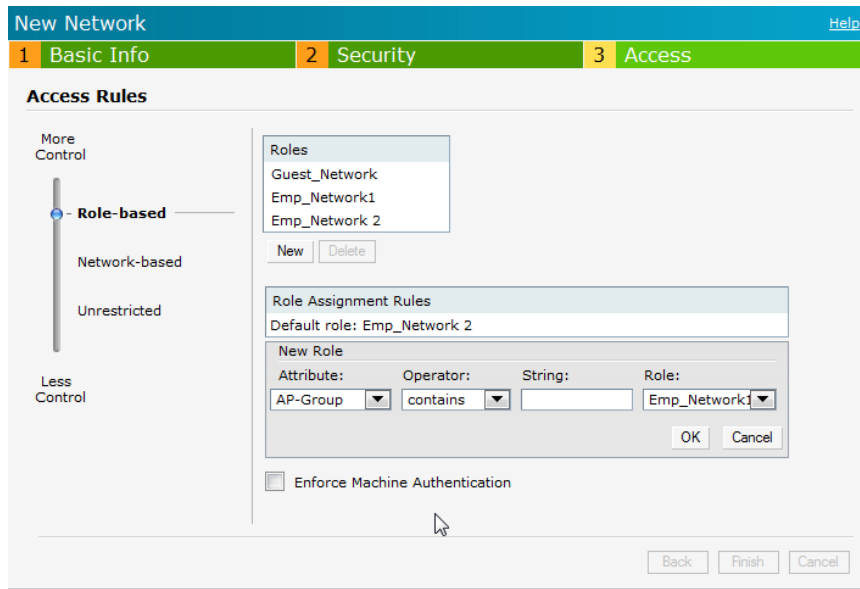 New Network Help
1 Basic Info 2 Security 3 Access
Access Rules
More
Control
Role-based
Network-based
Unrestricted
Less
Control
Roles
Guest_Network
Emp_Network1
Emp_Network 2
New Delete
Role Assignment Rules
Default role: Emp_Network 2
New Role
Attribute: Operator: String: Role:
AP-Group contains Emp_Network1
OK Cancel
Enforce Machine Authentication
Back Finish Cancel